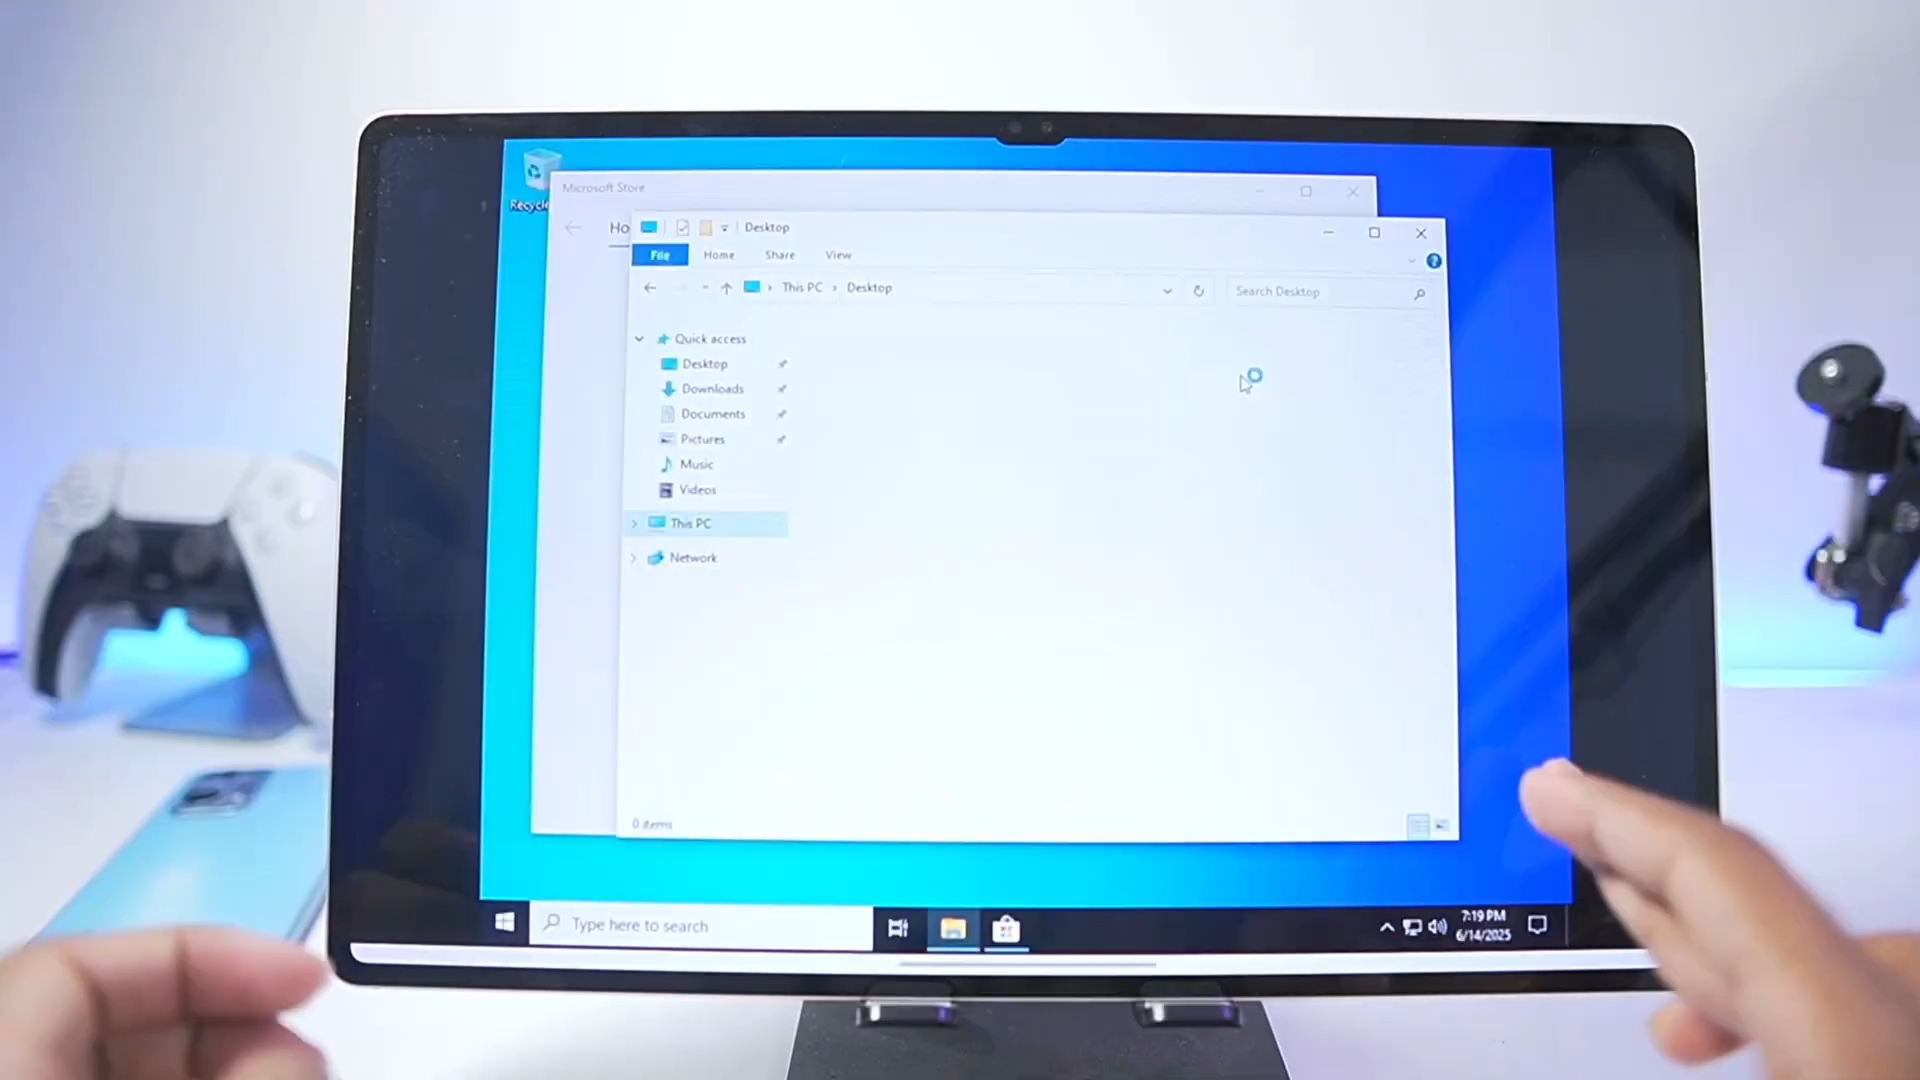 Recycle
Microsoft Store
Ho
Desktop
File Home Share View
This PC › Desktop
Search Desktop
Quick access
Desktop
Downloads
Documents
Pictures
Music
Videos
This PC
Network
0 items
Type here to search
7:19 PM
6/14/2025